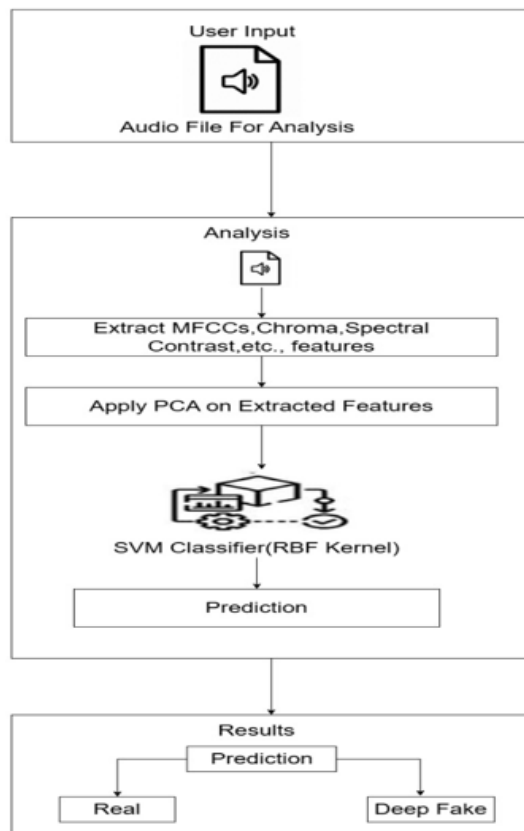 User Input
Audio File For Analysis
Analysis
Extract MFCCs,Chroma,Spectral
Contrast,etc., features
Apply PCA on Extracted Features
SVM Classifier(RBF Kernel)
Prediction
Results
Prediction
Real
Deep Fake